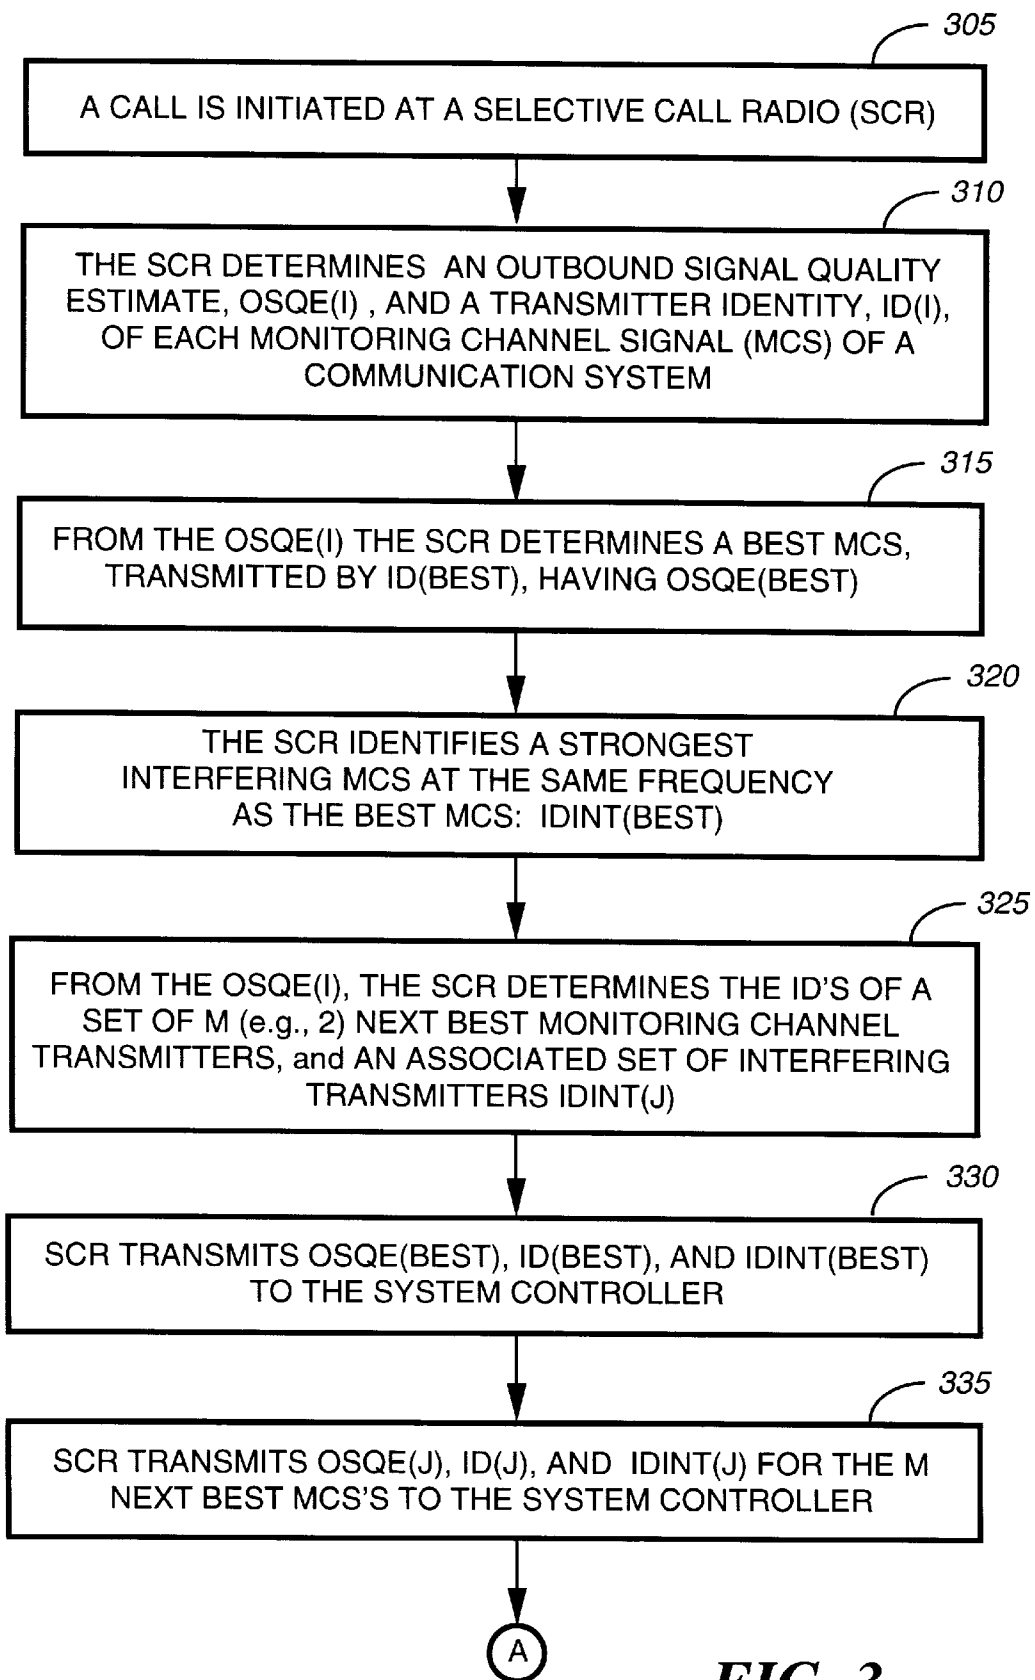 305
A CALL IS INITIATED AT A SELECTIVE CALL RADIO (SCR)
310
THE SCR DETERMINES AN OUTBOUND SIGNAL QUALITY
ESTIMATE, OSQE(I) , AND A TRANSMITTER IDENTITY, ID(I),
OF EACH MONITORING CHANNEL SIGNAL (MCS) OF A
COMMUNICATION SYSTEM
315
FROM THE OSQE(I) THE SCR DETERMINES A BEST MCS,
TRANSMITTED BY ID(BEST), HAVING OSQE(BEST)
320
THE SCR IDENTIFIES A STRONGEST
INTERFERING MCS AT THE SAME FREQUENCY
AS THE BEST MCS: IDINT(BEST)
325
FROM THE OSQE(I), THE SCR DETERMINES THE ID'S OF A
SET OF M (e.g., 2) NEXT BEST MONITORING CHANNEL
TRANSMITTERS, and AN ASSOCIATED SET OF INTERFERING
TRANSMITTERS IDINT(J)
330
SCR TRANSMITS OSQE(BEST), ID(BEST), AND IDINT(BEST)
TO THE SYSTEM CONTROLLER
335
SCR TRANSMITS OSQE(J), ID(J), AND IDINT(J) FOR THE M
NEXT BEST MCS'S TO THE SYSTEM CONTROLLER
A
FIG. 3